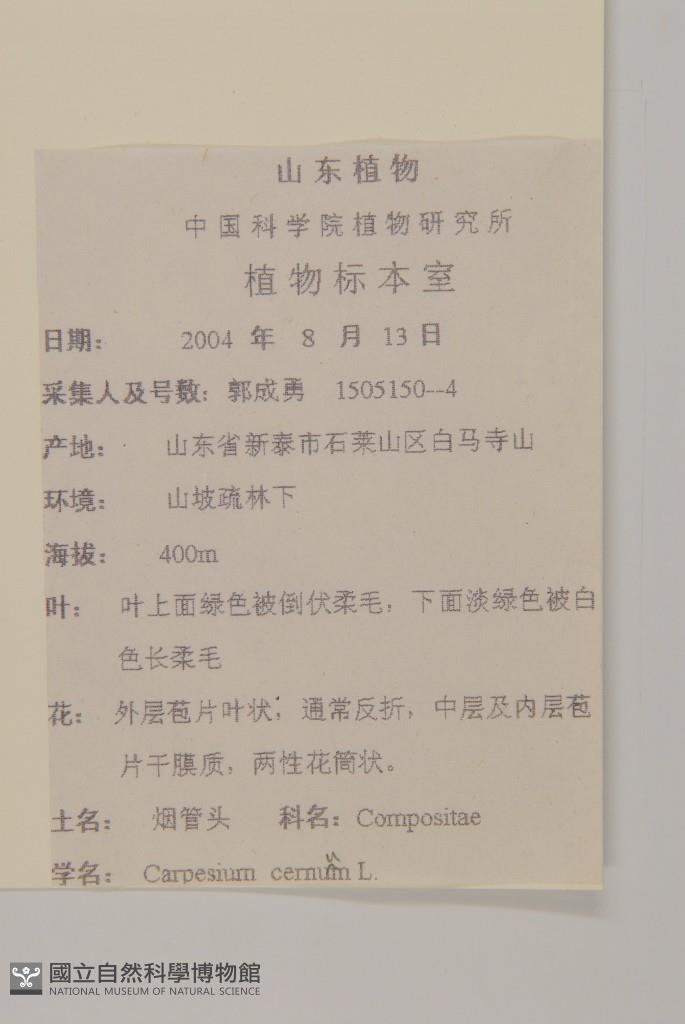 山东植物
中国科学院植物研究所
植物标本室
日期: 2004 年 8 月 13 日
采集人及号数: 郭成勇 1505150--4
产地: 山东省新泰市石莱山区白马寺山
环境: 山坡疏林下
海拔: 400m
叶: 叶上面绿色被倒伏柔毛，下面淡绿色被白
色长柔毛
花: 外层苞片叶状，通常反折，中层及内层苞
片干膜质，两性花筒状。
土名: 烟管头 科名: Compositae
学名: Carpesium cernum L.
國立自然科學博物館
NATIONAL MUSEUM OF NATURAL SCIENCE